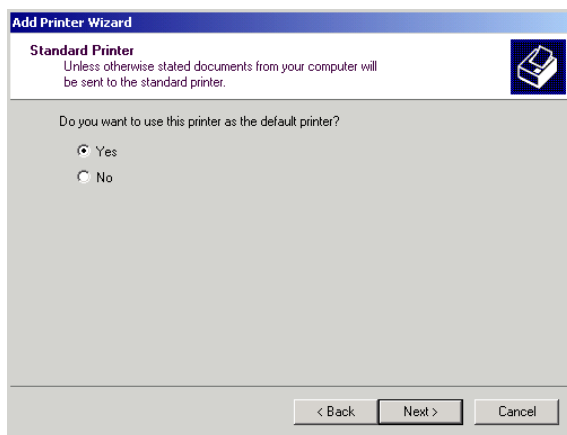 Add Printer Wizard
Standard Printer
Unless otherwise stated documents from your computer will
be sent to the standard printer.
Do you want to use this printer as the default printer?
Yes
No
< Back
Next >
Cancel